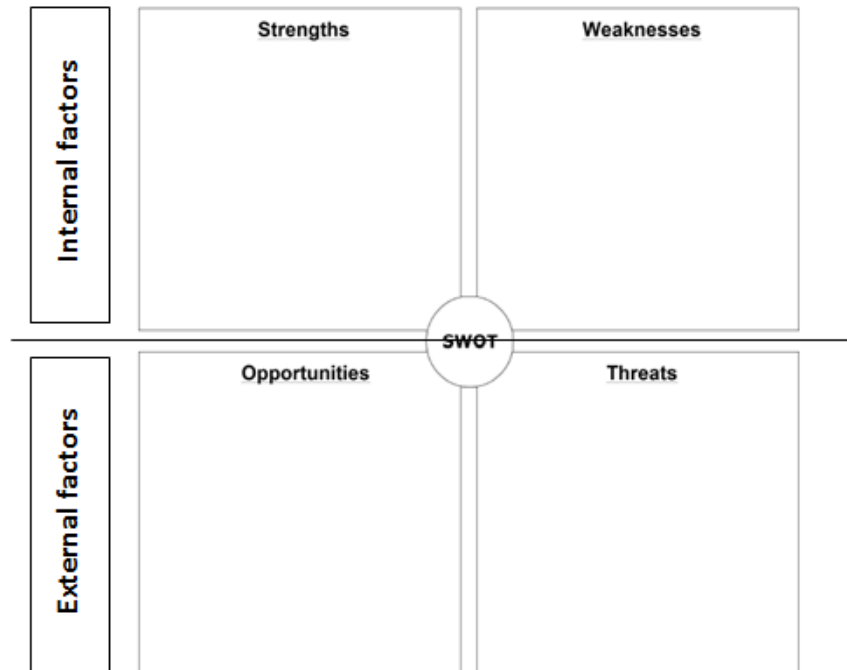 Internal factors
Strengths
Weaknesses
SWOT
External factors
Opportunities
Threats